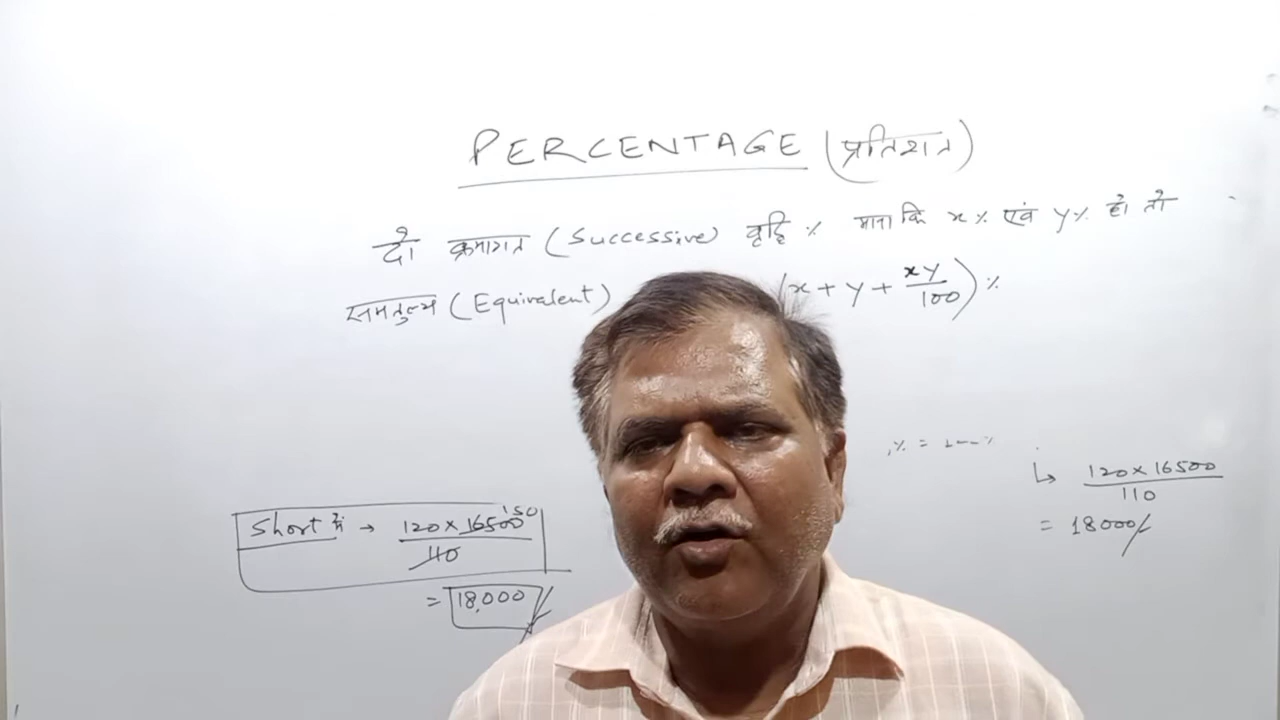 PERCENTAGE (प्रतिशत)
दो क्रमागत (Successive) वृद्धि % माना कि x% एवं y% हो तो
समतुल्य (Equivalent) (x + y + xy/100) %
Short में → 120 × 16500 150 / 110
= 18,000
↳ 120 × 16500 / 110
= 18000/-